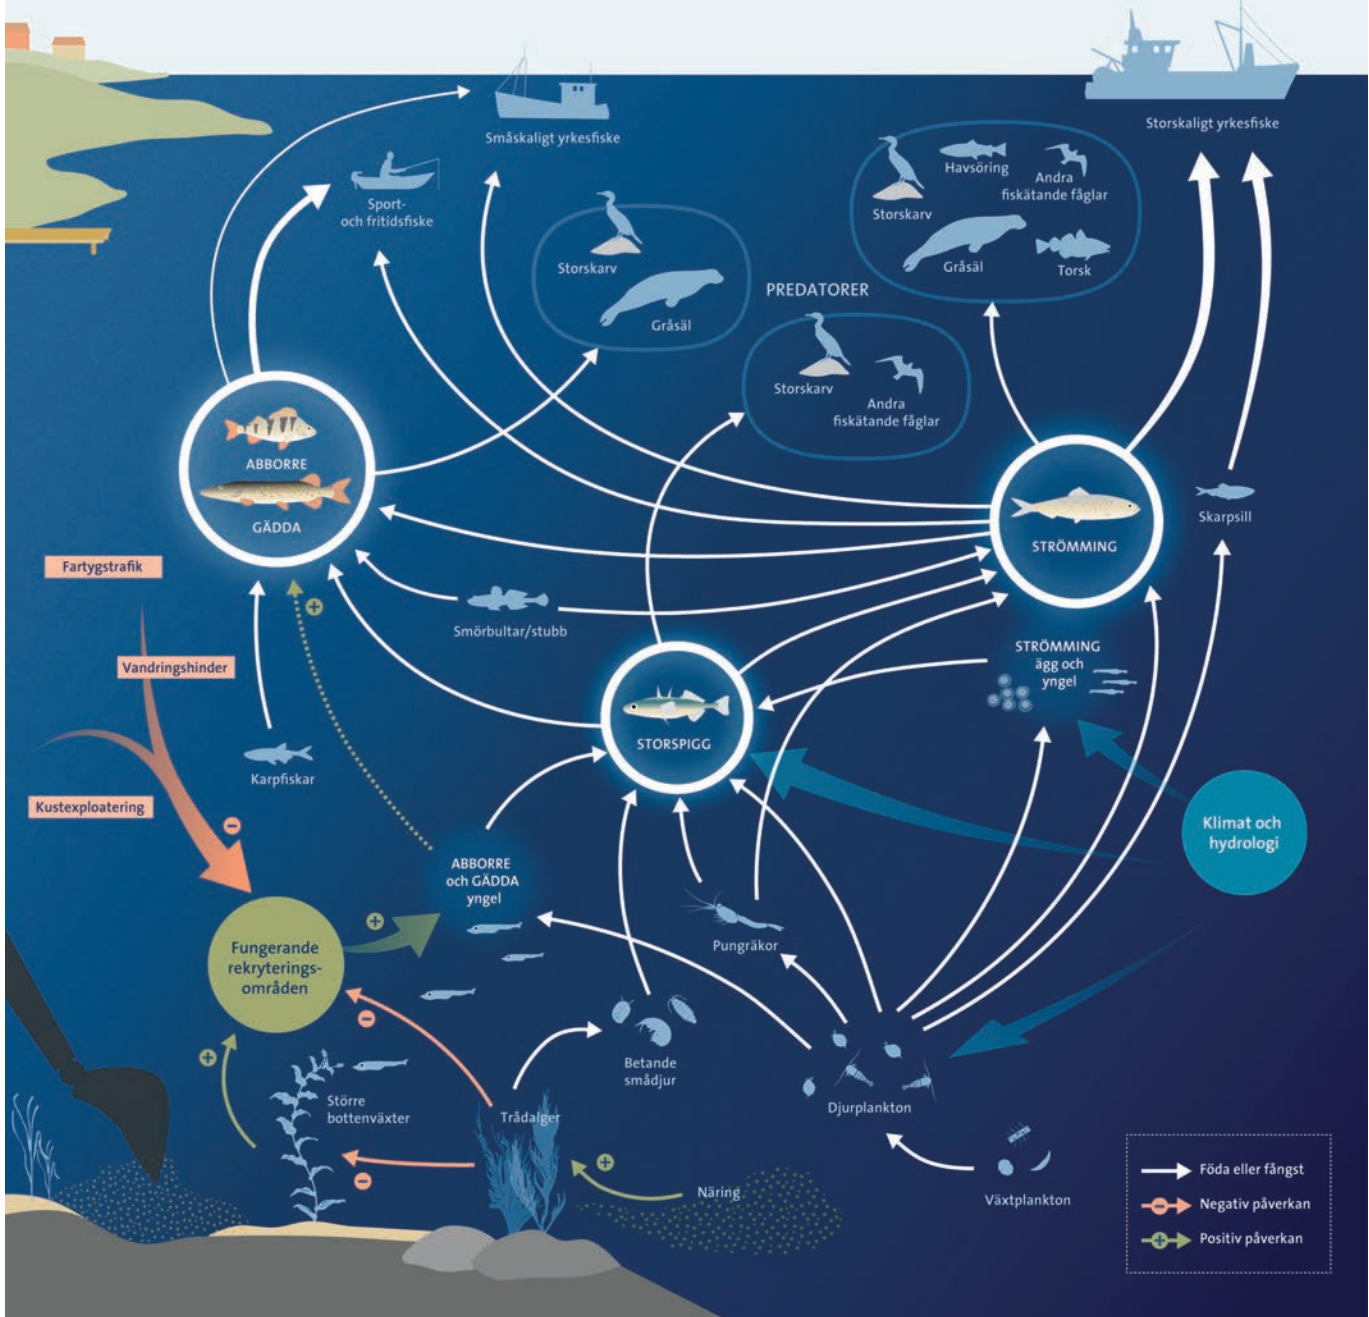 Småskaligt yrkesfiske
Storskaligt yrkesfiske
Sport-
och fritidsfiske
Storskarv
Gråsäl
PREDATORER
Storskarv
Havsöring
Andra
fiskätande fåglar
Gråsäl
Torsk
Storskarv
Andra
fiskätande fåglar
ABBORRE
GÄDDA
STRÖMMING
Skarpsill
Fartygstrafik
Smörbultar/stubb
Vandringshinder
STRÖMMING
ägg och
yngel
STORSPIGG
Karpfiskar
Kustexploatering
Klimat och
hydrologi
ABBORRE
och GÄDDA
yngel
Fungerande
rekryterings-
områden
Pungräkor
Betande
smådjur
Större
bottenväxter
Trådalger
Djurplankton
Näring
Växtplankton
Föda eller fångst
Negativ påverkan
Positiv påverkan